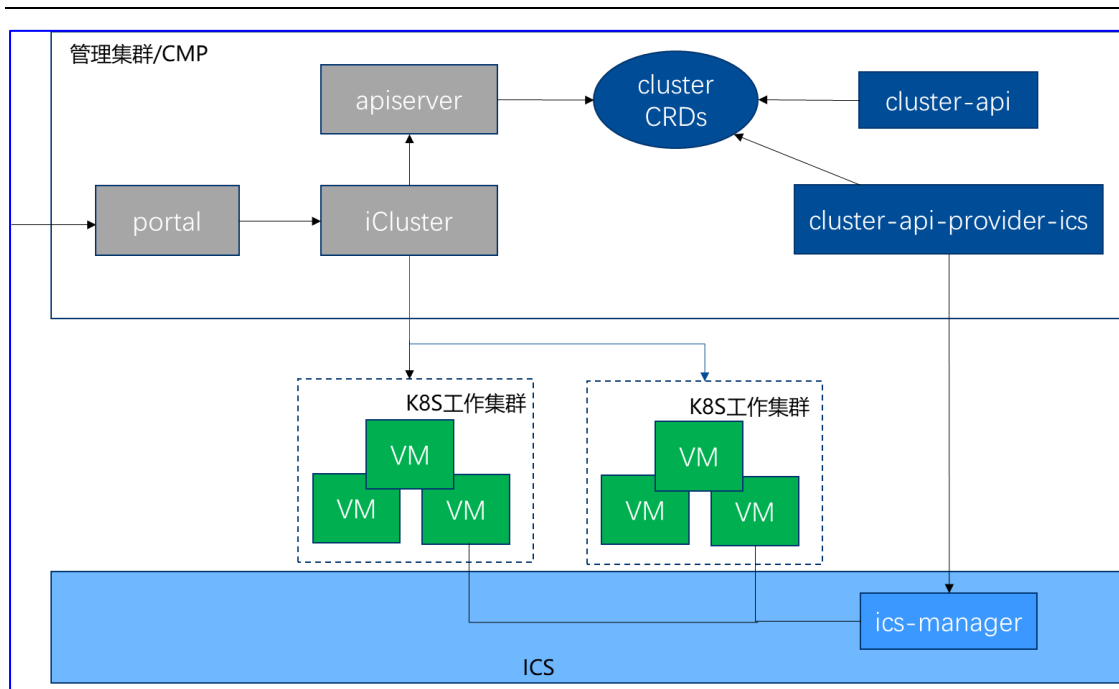 管理集群/CMP
apiserver
cluster
CRDs
cluster-api
portal
iCluster
cluster-api-provider-ics
K8S工作集群
VM
VM
VM
K8S工作集群
VM
VM
VM
ics-manager
ICS